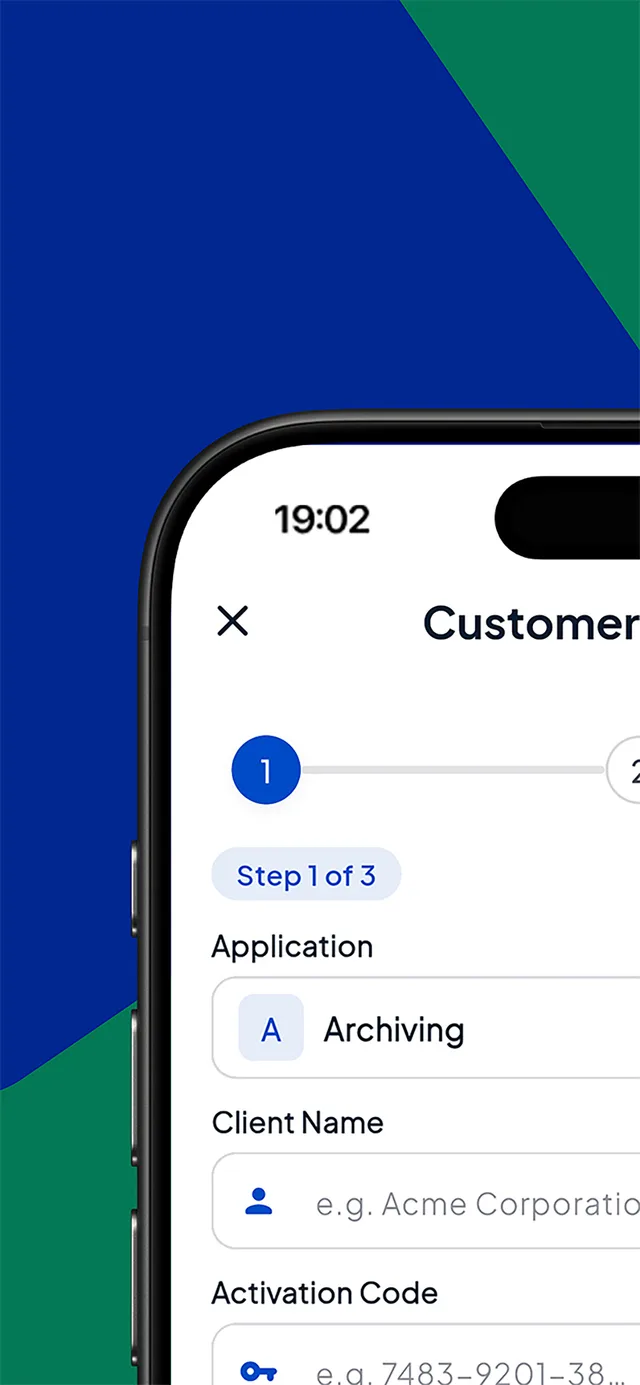 19:02
Customer
1
2
Step 1 of 3
Application
A Archiving
Client Name
e.g. Acme Corporatio
Activation Code
e.g. 7483-9201-38...